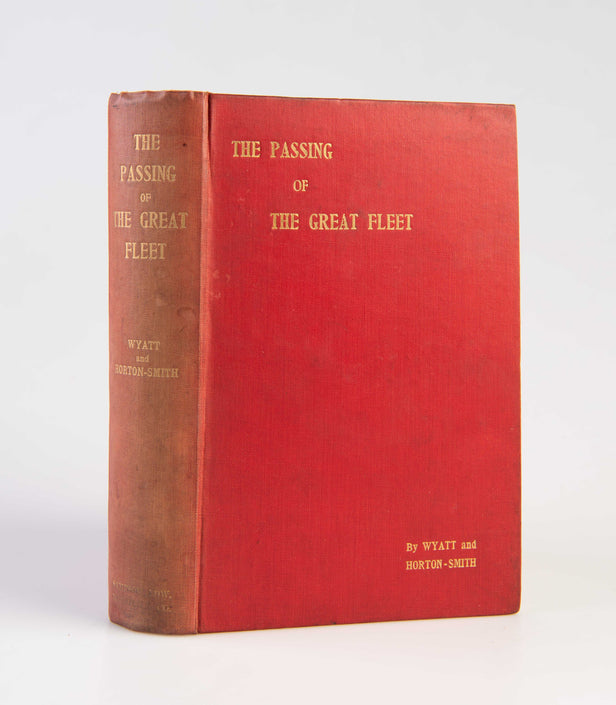 THE
PASSING
OF
THE GREAT
FLEET
WYATT
and
HORTON-SMITH
CO.
THE PASSING
OF
THE GREAT FLEET
By WYATT and
HORTON-SMITH